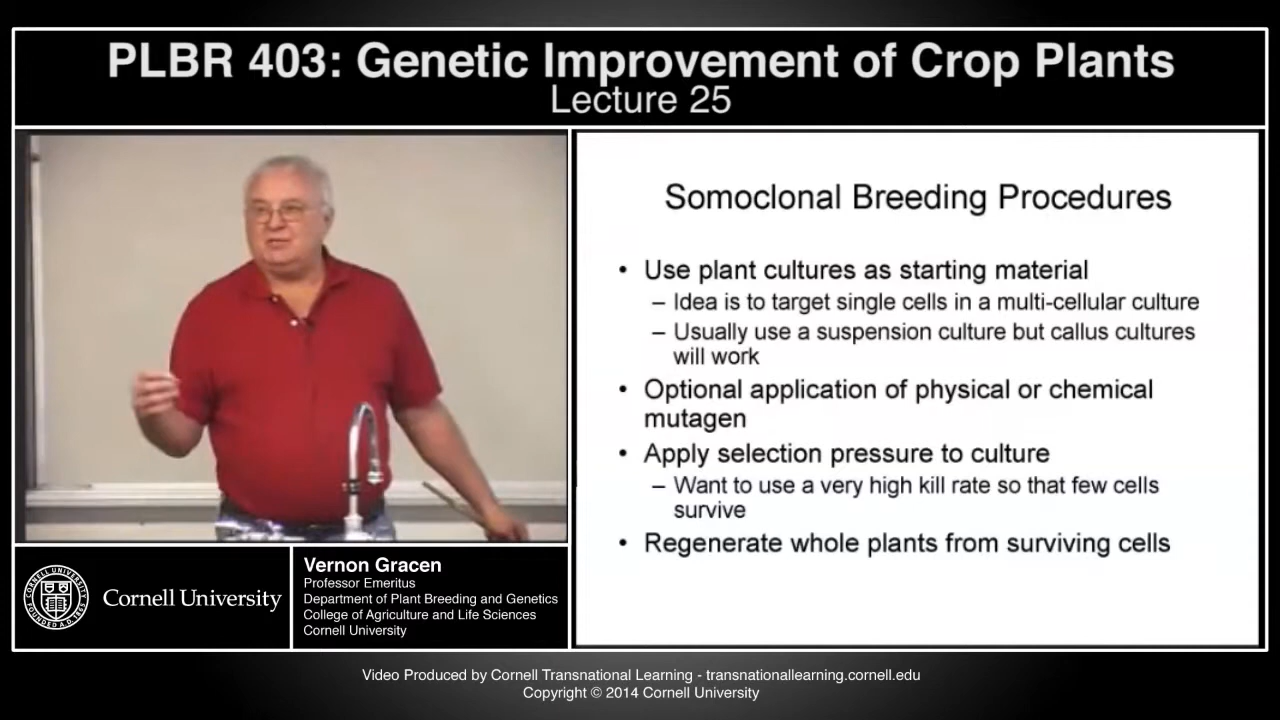 PLBR 403: Genetic Improvement of Crop Plants
Lecture 25
Somoclonal Breeding Procedures
• Use plant cultures as starting material
– Idea is to target single cells in a multi-cellular culture
– Usually use a suspension culture but callus cultures
will work
• Optional application of physical or chemical
mutagen
• Apply selection pressure to culture
– Want to use a very high kill rate so that few cells
survive
• Regenerate whole plants from surviving cells
Cornell University
Vernon Gracen
Professor Emeritus
Department of Plant Breeding and Genetics
College of Agriculture and Life Sciences
Cornell University
Video Produced by Cornell Transnational Learning - transnationallearning.cornell.edu
Copyright © 2014 Cornell University